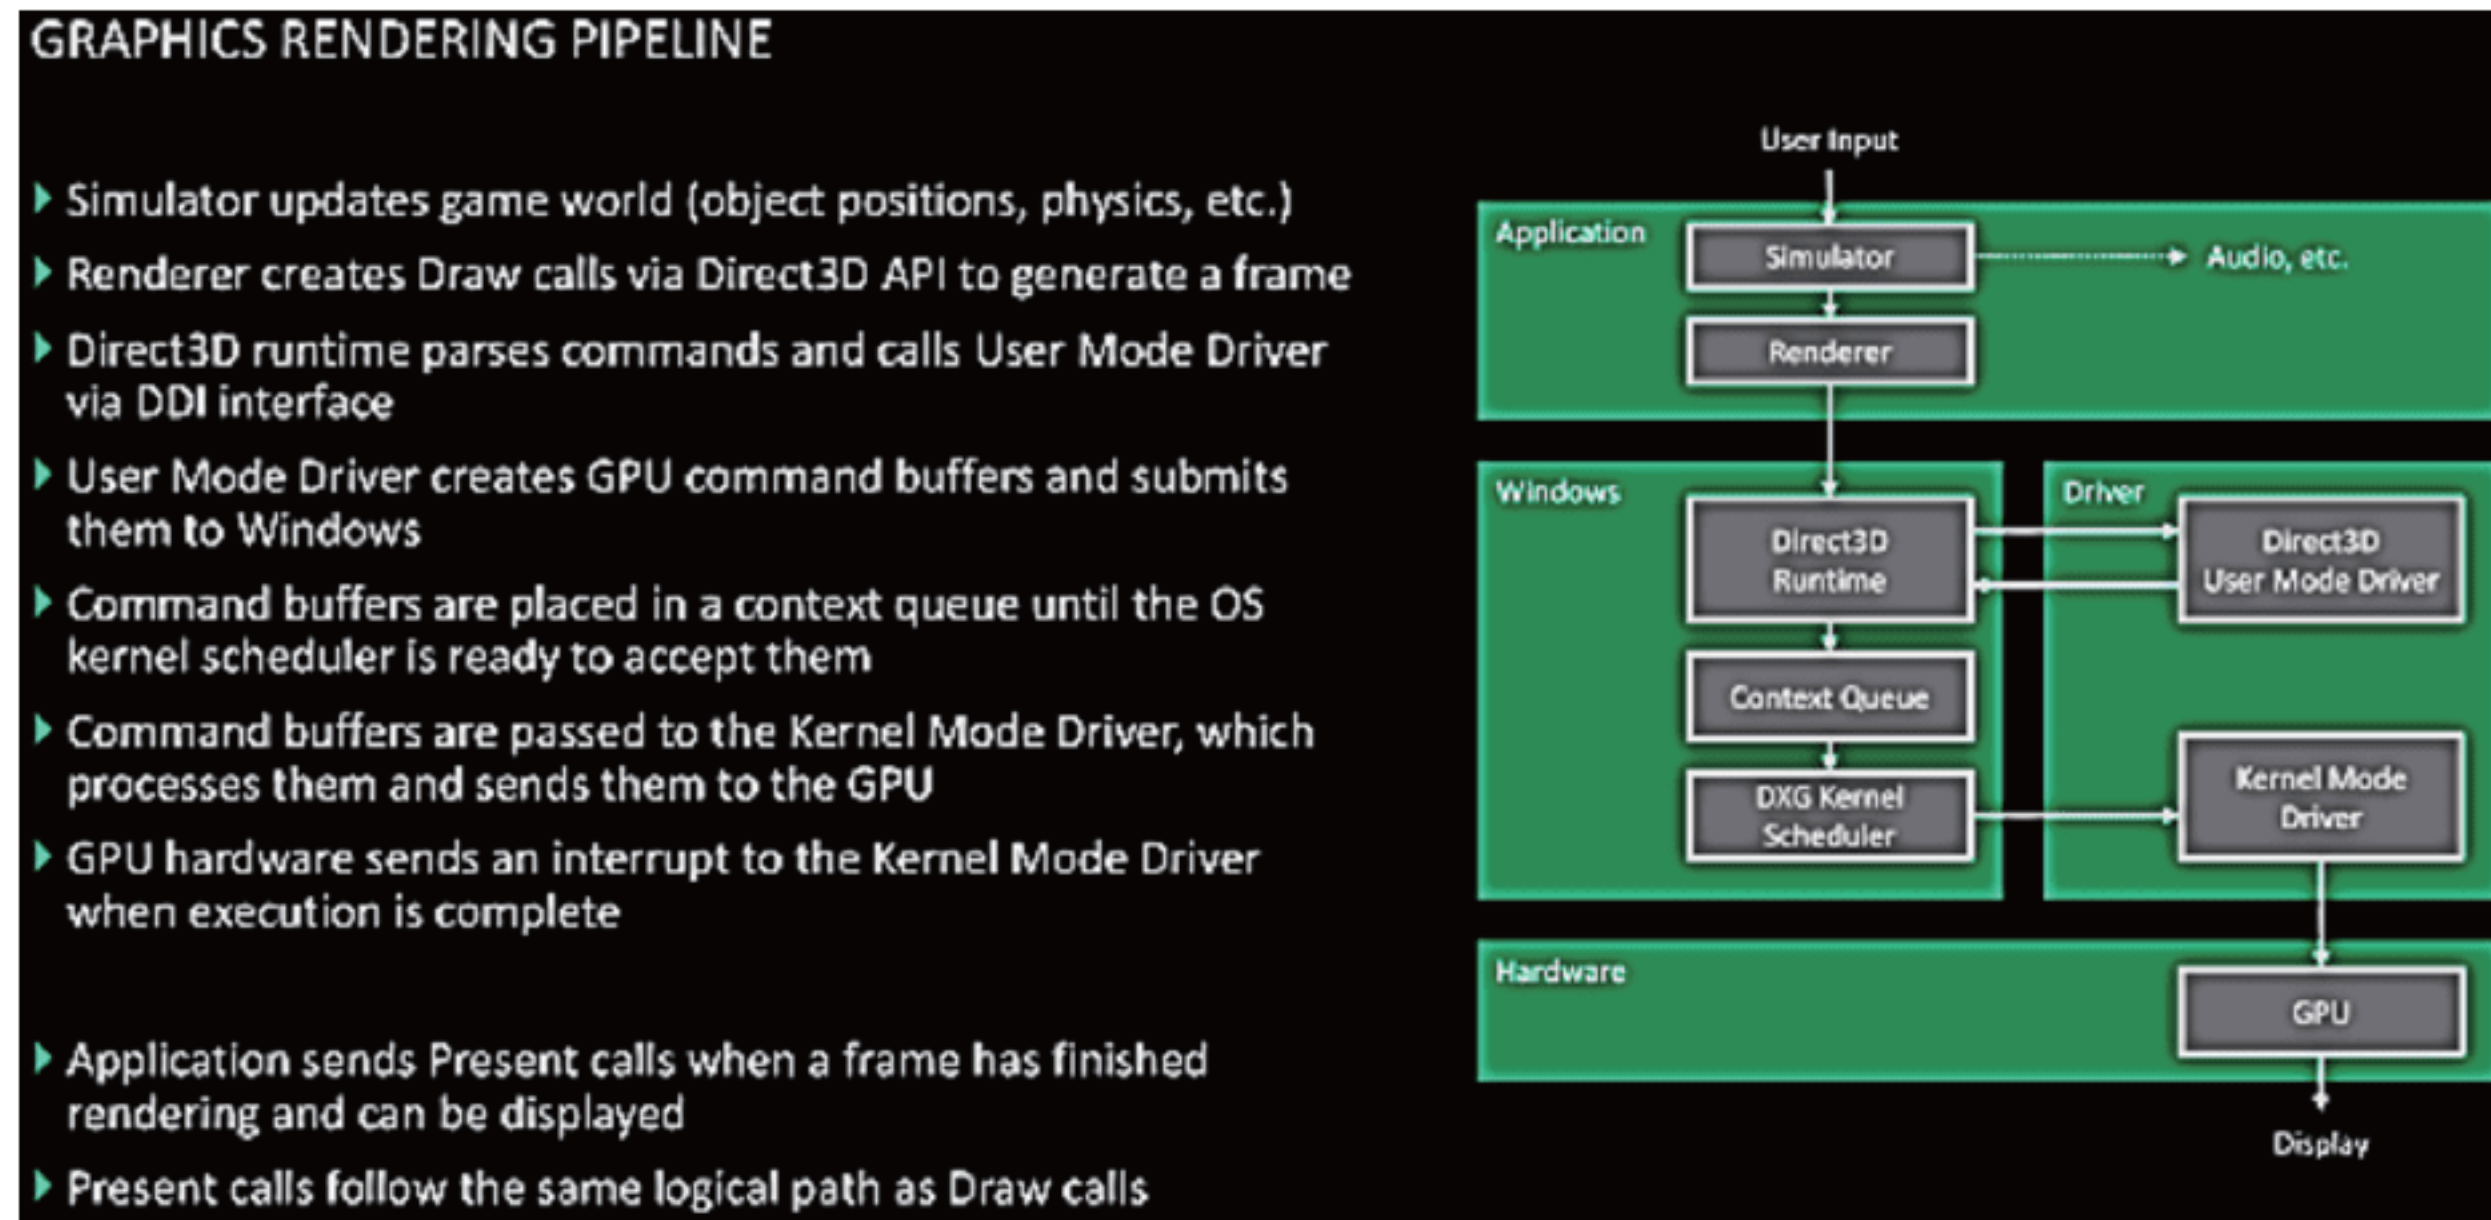 GRAPHICS RENDERING PIPELINE
Simulator updates game world (object positions, physics, etc.)
Renderer creates Draw calls via Direct3D API to generate a frame
Direct3D runtime parses commands and calls User Mode Driver
via DDI interface
User Mode Driver creates GPU command buffers and submits
them to Windows
Command buffers are placed in a context queue until the OS
kernel scheduler is ready to accept them
Command buffers are passed to the Kernel Mode Driver, which
processes them and sends them to the GPU
GPU hardware sends an interrupt to the Kernel Mode Driver
when execution is complete
Application sends Present calls when a frame has finished
rendering and can be displayed
Present calls follow the same logical path as Draw calls
User Input
Application
Simulator
Audio, etc.
Renderer
Windows
Direct3D
Runtime
Context Queue
DXG Kernel
Scheduler
Driver
Direct3D
User Mode Driver
Kernel Mode
Driver
Hardware
GPU
Display